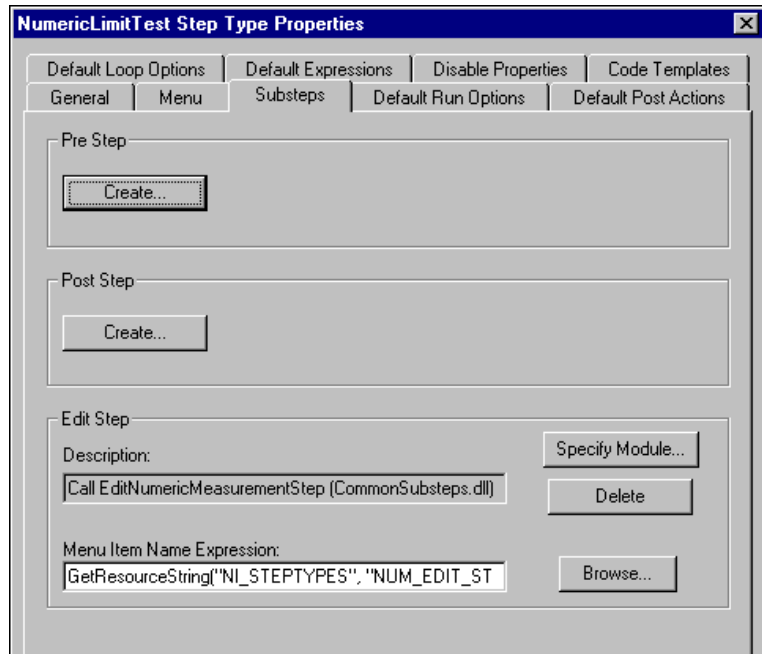 NumericLimitTest Step Type Properties
Default Loop Options Default Expressions Disable Properties Code Templates
General Menu Substeps Default Run Options Default Post Actions
Pre Step
Create...
Post Step
Create...
Edit Step
Description:
Specify Module...
Call EditNumericMeasurementStep (CommonSubsteps.dll)
Delete
Menu Item Name Expression:
GetResourceString("NI_STEPTYPES", "NUM_EDIT_ST
Browse...